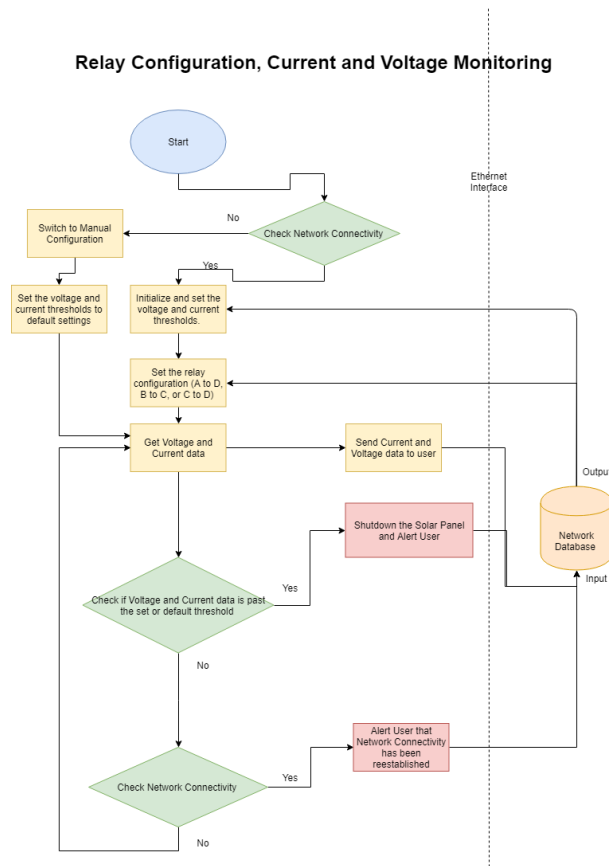 Relay Configuration, Current and Voltage Monitoring
Start
Ethernet
Interface
No
Check Network Connectivity
Switch to Manual
Configuration
Yes
Set the voltage and
current thresholds to
default settings
Initialize and set the
voltage and current
thresholds.
Set the relay
configuration (A to D,
B to C, or C to D)
Get Voltage and
Current data
Send Current and
Voltage data to user
Output
Shutdown the Solar Panel
and Alert User
Network
Database
Input
Yes
Check if Voltage and Current data is past
the set or default threshold
No
Alert User that
Network Connectivity
has been
reestablished
Yes
Check Network Connectivity
No